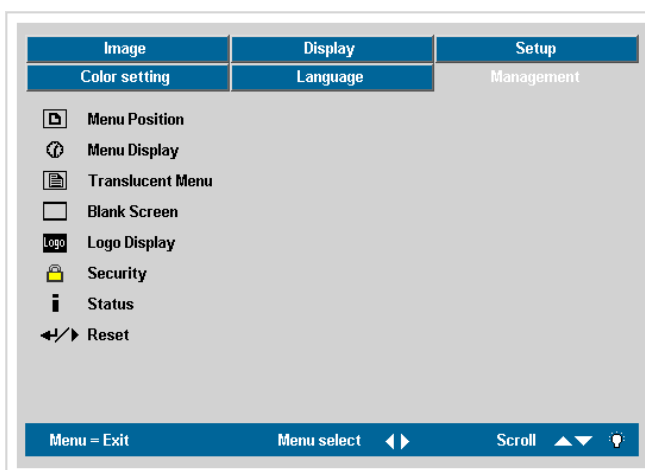 Image Display Setup
Color setting Language Management
Menu Position
Menu Display
Translucent Menu
Blank Screen
Logo Logo Display
Security
i Status
Reset
Menu = Exit Menu select Scroll